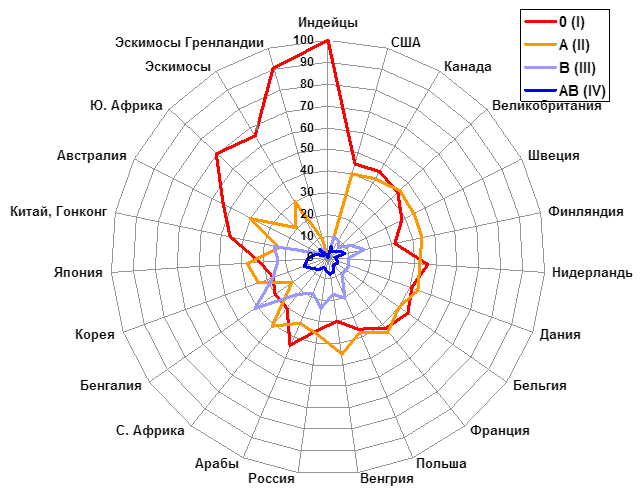 Индейцы
США
Канада
Великобритания
Швеция
Финляндия
Нидерланды
Дания
Бельгия
Франция
Польша
Венгрия
Россия
Арабы
С. Африка
Бенгалия
Корея
Япония
Китай, Гонконг
Австралия
Ю. Африка
Эскимосы
Эскимосы Гренландии
100
90
80
70
60
50
40
30
20
10
0
0 (I)
A (II)
B (III)
AB (IV)